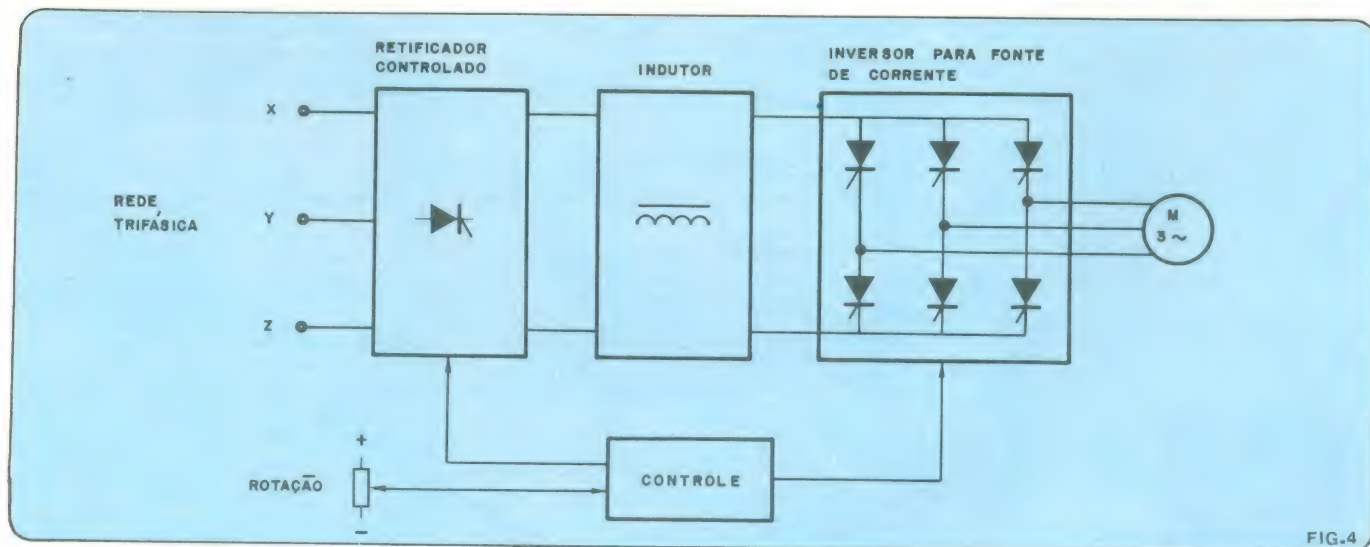 RETIFICADOR
CONTROLADO
INDUTOR
INVERSOR PARA FONTE
DE CORRENTE
X
REDE
TRIFÁSICA
Y
Z
M
3 ~
+
ROTAÇÃO
-
CONTROLE
FIG.4